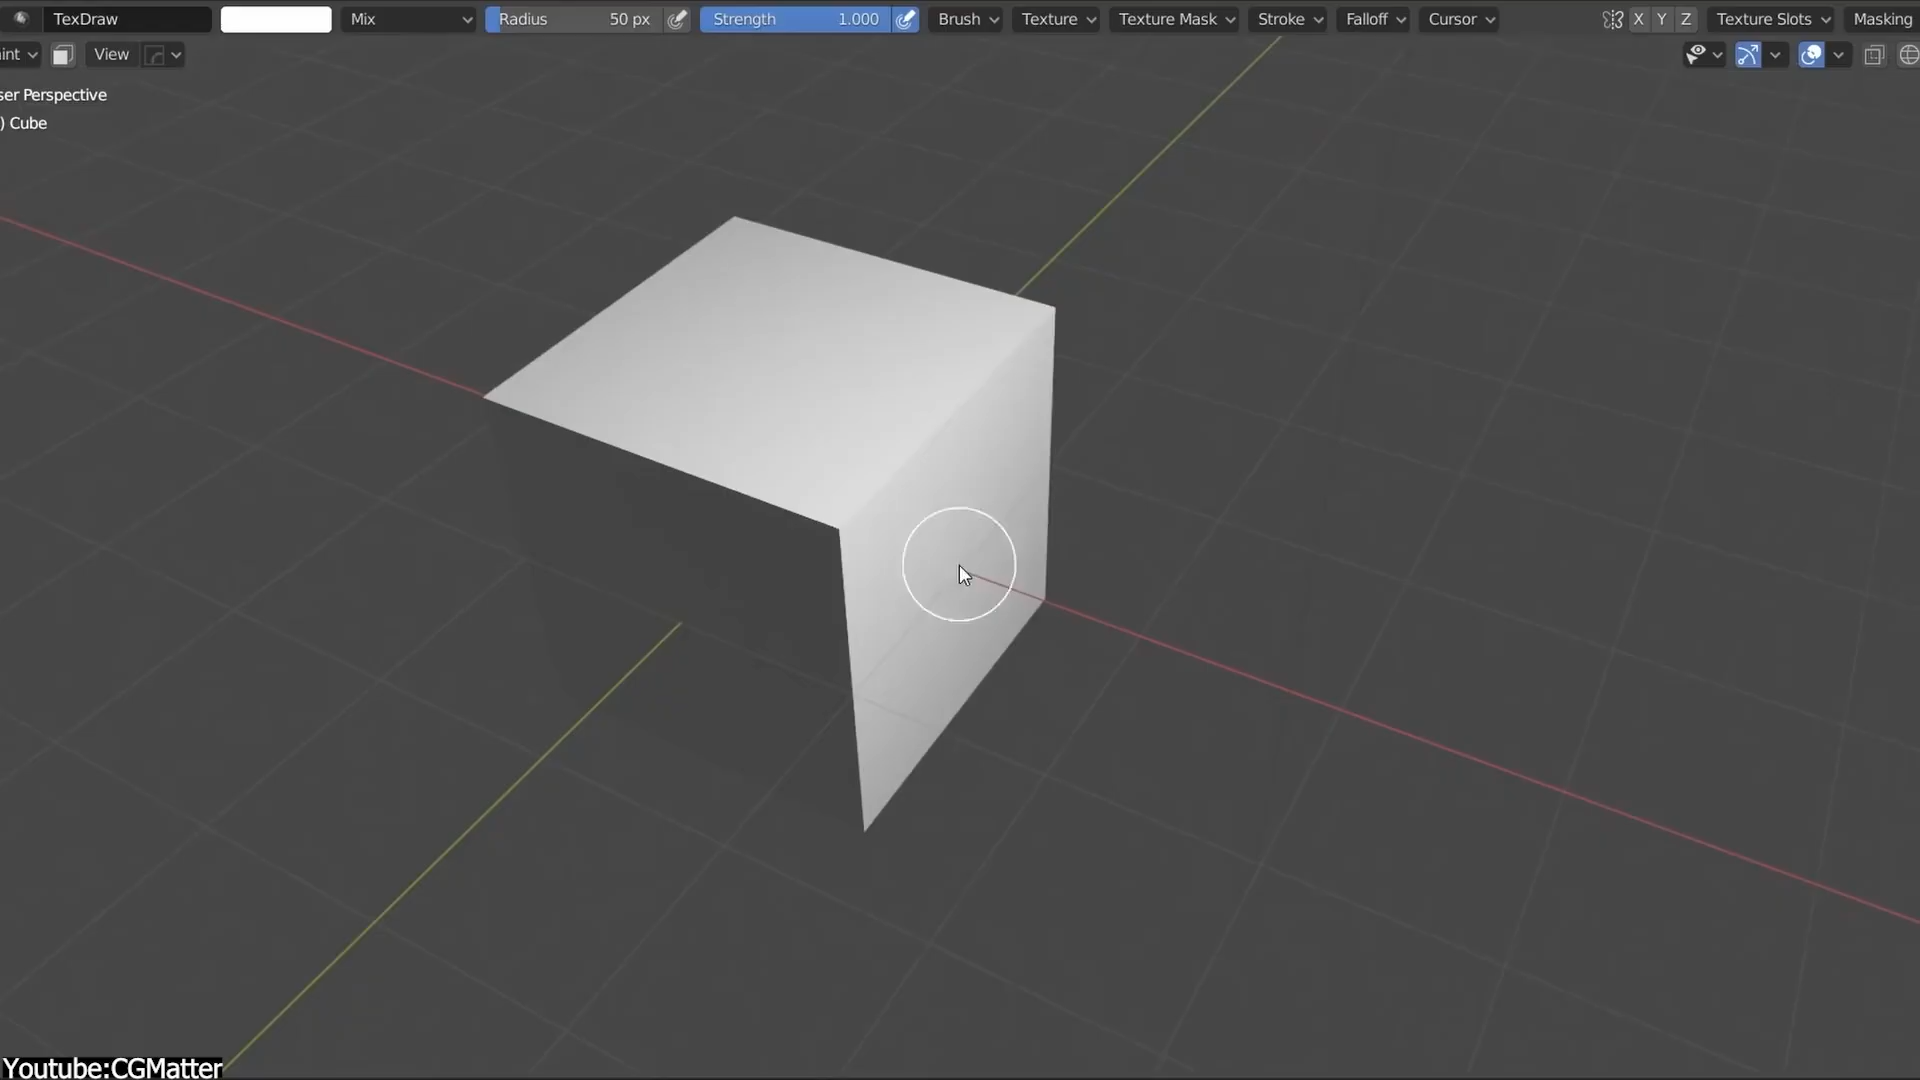 TexDraw Mix Radius 50 px Strength 1.000 Brush Texture Texture Mask Stroke Falloff Cursor X Y Z Texture Slots Masking
int View
ser Perspective
) Cube
Youtube:CGMatter